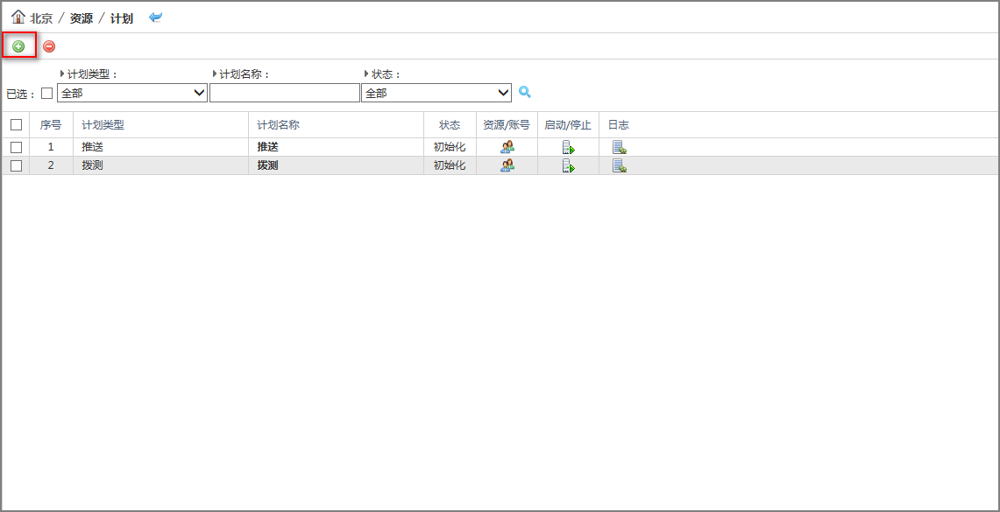 北京 / 资源 / 计划
计划类型： 计划名称： 状态：
已选： 全部 全部
序号 计划类型 计划名称 状态 资源/账号 启动/停止 日志
1 推送 推送 初始化
2 拨测 拨测 初始化